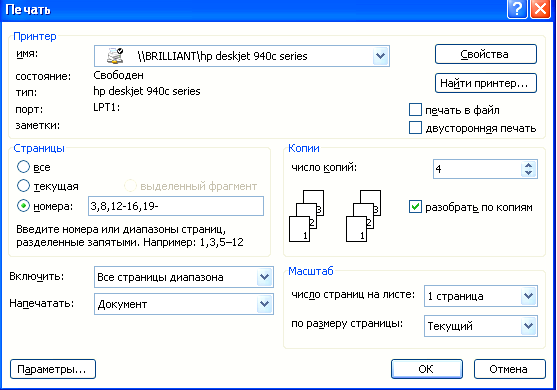 Печать
Принтер
имя: \\BRILLIANT\hp deskjet 940c series
Свойства
состояние: Свободен
тип: hp deskjet 940c series
Найти принтер...
порт: LPT1:
печать в файл
заметки:
двусторонняя печать
Страницы
все
текущая
выделенный фрагмент
номера: 3,8,12-16,19-
Введите номера или диапазоны страниц,
разделенные запятыми. Например: 1,3,5–12
Копии
число копий: 4
1
2
3
1
2
3
разобрать по копиям
Включить: Все страницы диапазона
Напечатать: Документ
Масштаб
число страниц на листе: 1 страница
по размеру страницы: Текущий
Параметры...
ОК
Отмена